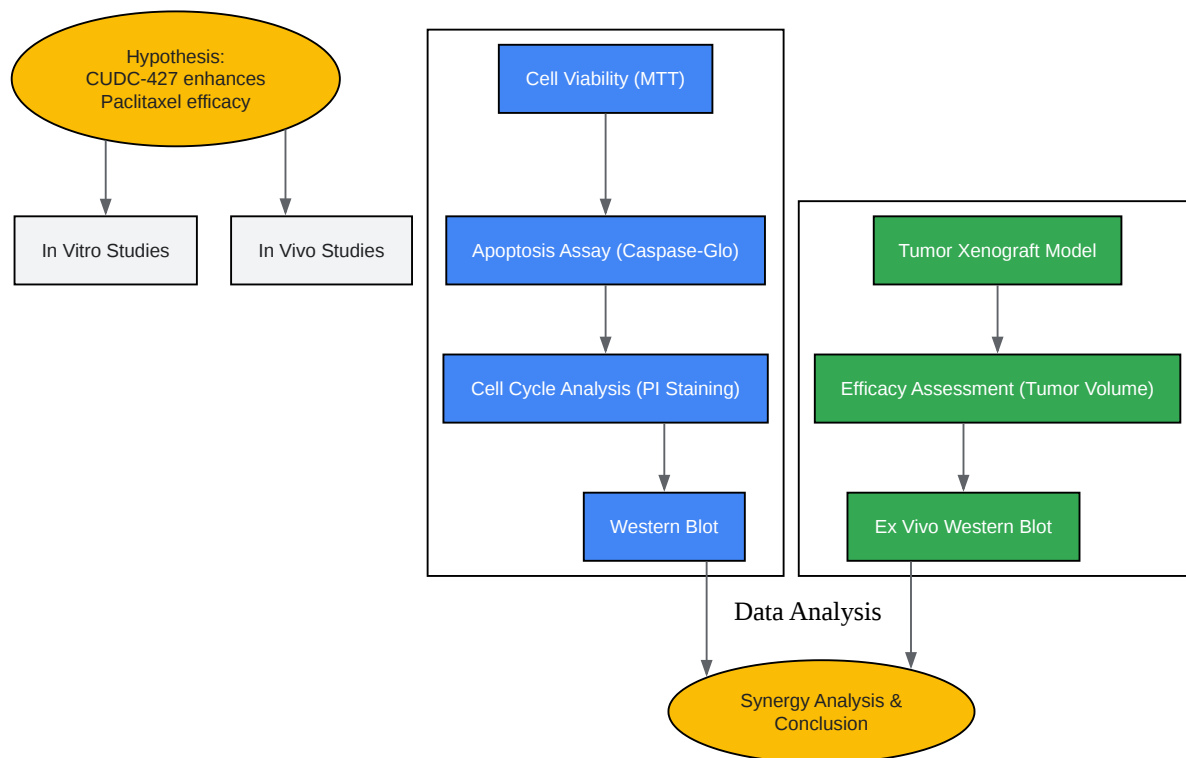 Hypothesis:
CUDC-427 enhances
Paclitaxel efficacy
In Vitro Studies
In Vivo Studies
Cell Viability (MTT)
Apoptosis Assay (Caspase-Glo)
Cell Cycle Analysis (PI Staining)
Western Blot
Tumor Xenograft Model
Efficacy Assessment (Tumor Volume)
Ex Vivo Western Blot
Data Analysis
Synergy Analysis &
Conclusion